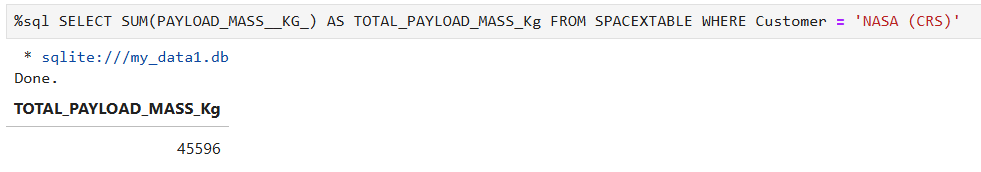 %sql SELECT SUM(PAYLOAD_MASS__KG_) AS TOTAL_PAYLOAD_MASS_Kg FROM SPACEXTABLE WHERE Customer = 'NASA (CRS)'
* sqlite:///my_data1.db
Done.
TOTAL_PAYLOAD_MASS_Kg
45596